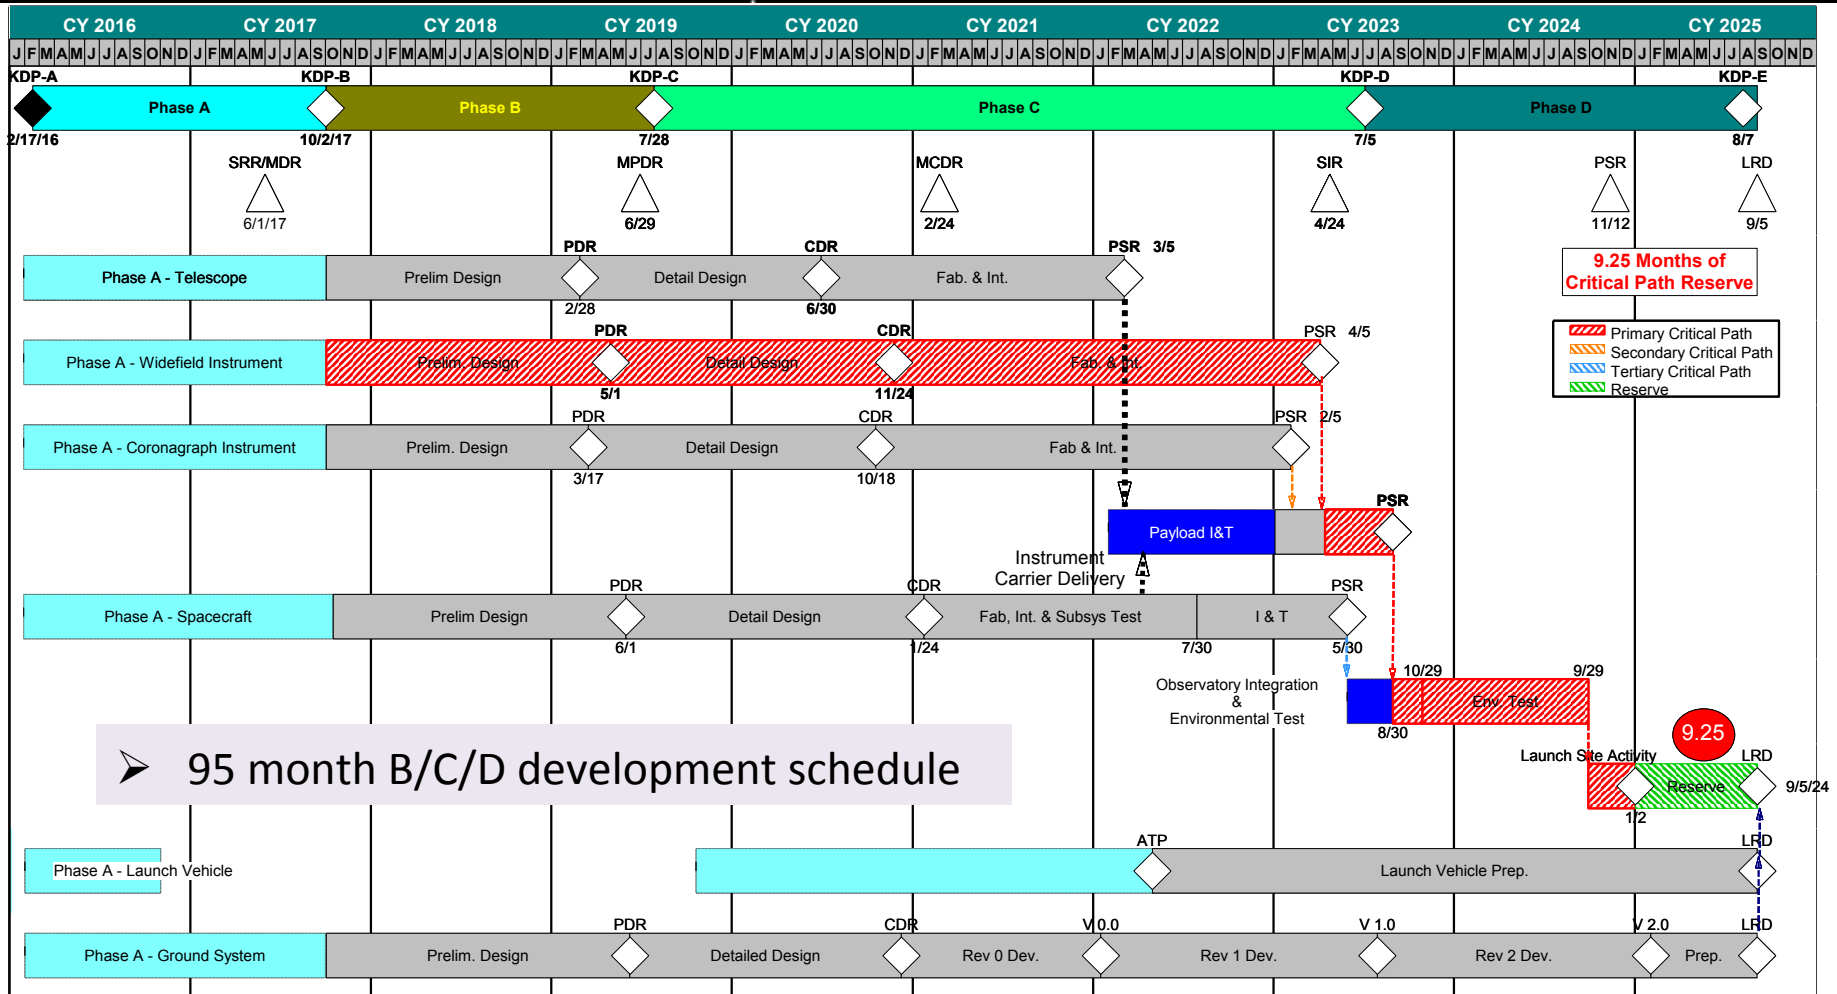 CY 2016 CY 2017 CY 2018 CY 2019 CY 2020 CY 2021 CY 2022 CY 2023 CY 2024 CY 2025
J F M A M J J A S O N D J F M A M J J A S O N D J F M A M J J A S O N D J F M A M J J A S O N D J F M A M J J A S O N D J F M A M J J A S O N D J F M A M J J A S O N D J F M A M J J A S O N D J F M A M J J A S O N D J F M A M J J A S O N D
KDP-A KDP-B KDP-C KDP-D KDP-E
Phase A Phase B Phase C Phase D
2/17/16 10/2/17 7/28 7/5 8/7
SRR/MDR MPDR MCDR SIR PSR LRD
6/1/17 6/29 2/24 4/24 11/12 9/5
PDR CDR PSR 3/5
Phase A - Telescope Prelim Design Detail Design Fab. & Int.
2/28 6/30
9.25 Months of
Critical Path Reserve
PDR CDR PSR 4/5
Phase A - Widefield Instrument Prelim. Design Detail Design Fab. & Int.
5/1 11/24
Primary Critical Path
Secondary Critical Path
Tertiary Critical Path
Reserve
PDR CDR PSR 2/5
Phase A - Coronagraph Instrument Prelim. Design Detail Design Fab & Int.
3/17 10/18
PSR
Payload I&T
Instrument
Carrier Delivery
PDR CDR PSR
Phase A - Spacecraft Prelim Design Detail Design Fab, Int. & Subsys Test I & T
6/1 1/24 7/30 5/30
10/29 9/29
Observatory Integration
&
Environmental Test
Env. Test
8/30
➢ 95 month B/C/D development schedule
9.25
Launch Site Activity LRD
Reserve 9/5/24
1/2
ATP LRD
Phase A - Launch Vehicle Launch Vehicle Prep.
PDR CDR V 0.0 V 1.0 V 2.0 LRD
Phase A - Ground System Prelim. Design Detailed Design Rev 0 Dev. Rev 1 Dev. Rev 2 Dev. Prep.